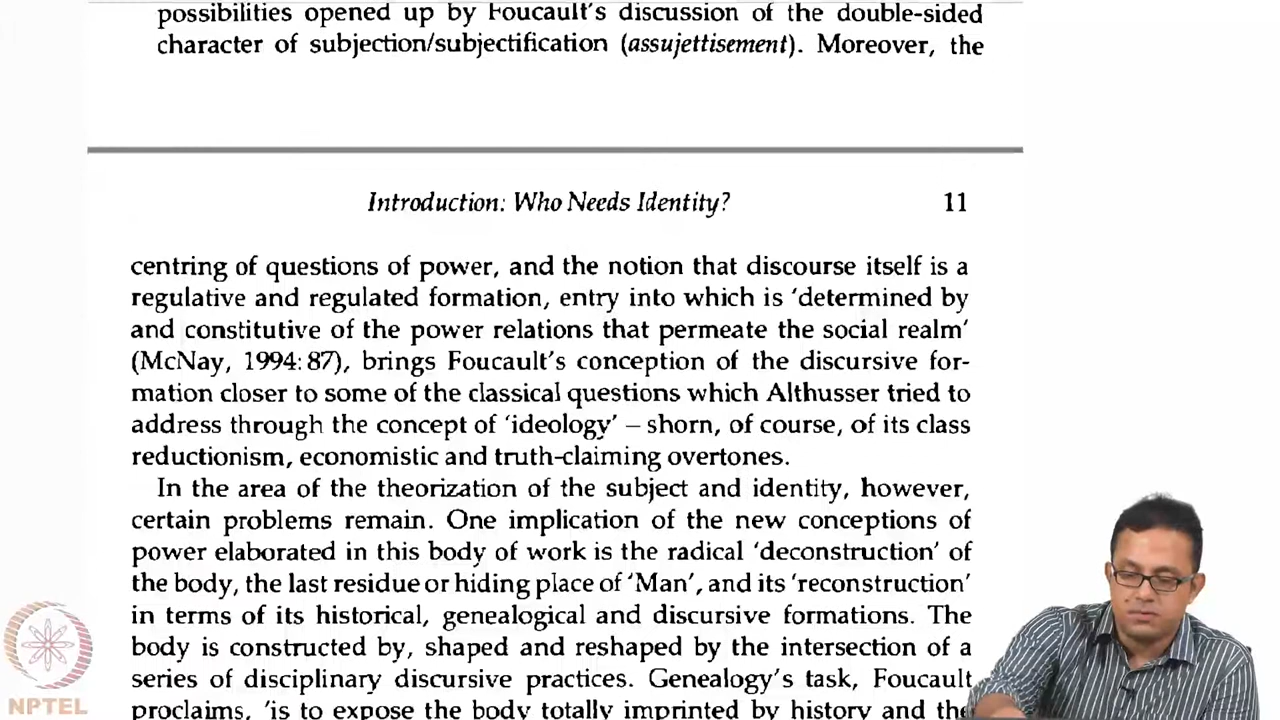 possibilities opened up by Foucault's discussion of the double-sided
character of subjection/subjectification (assujettisement). Moreover, the
Introduction: Who Needs Identity?
11
centring of questions of power, and the notion that discourse itself is a
regulative and regulated formation, entry into which is 'determined by
and constitutive of the power relations that permeate the social realm'
(McNay, 1994: 87), brings Foucault's conception of the discursive for-
mation closer to some of the classical questions which Althusser tried to
address through the concept of 'ideology' – shorn, of course, of its class
reductionism, economistic and truth-claiming overtones.
In the area of the theorization of the subject and identity, however,
certain problems remain. One implication of the new conceptions of
power elaborated in this body of work is the radical 'deconstruction' of
the body, the last residue or hiding place of 'Man', and its 'reconstruction'
in terms of its historical, genealogical and discursive formations. The
body is constructed by, shaped and reshaped by the intersection of a
series of disciplinary discursive practices. Genealogy's task, Foucault
proclaims, 'is to expose the body totally imprinted by history and the
NPTEL